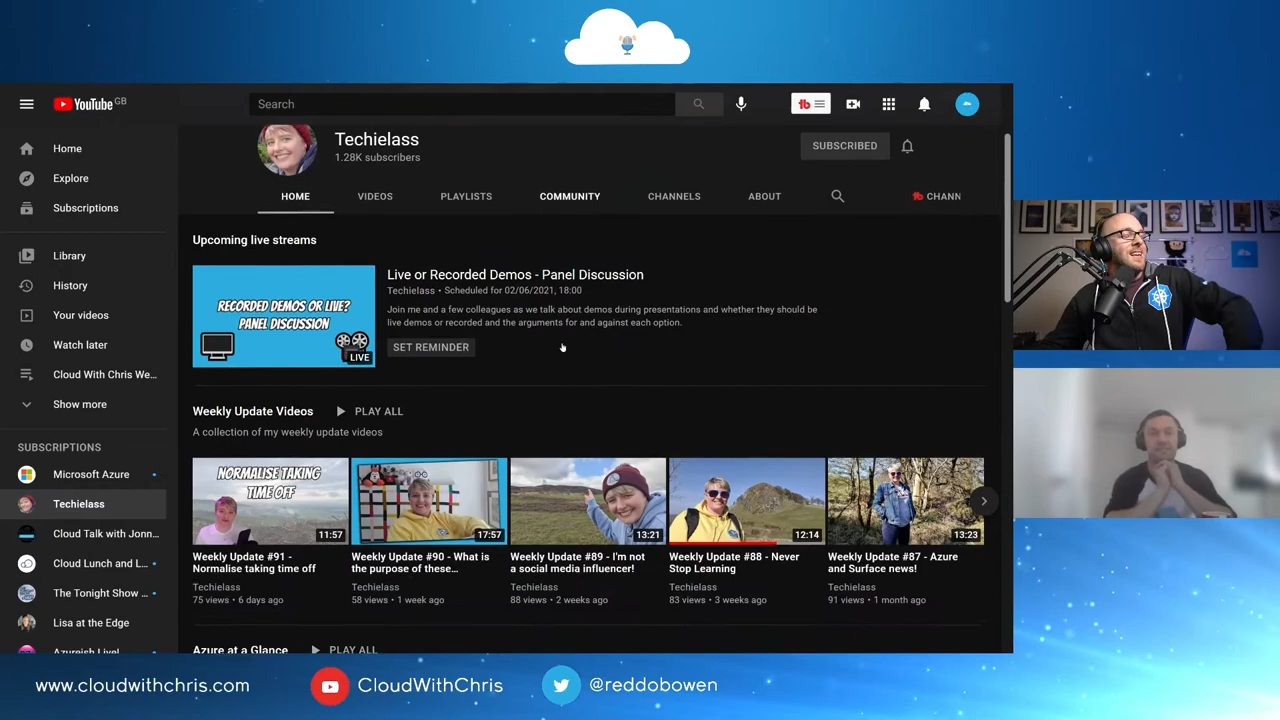 YouTube GB
Search
Home
Explore
Subscriptions
Library
History
Your videos
Watch later
Cloud With Chris We...
Show more
SUBSCRIPTIONS
Microsoft Azure
Techielass
Cloud Talk with Jonn...
Cloud Lunch and L...
The Tonight Show ...
Lisa at the Edge
Azureish Live!
Techielass
1.28K subscribers
SUBSCRIBED
HOME
VIDEOS
PLAYLISTS
COMMUNITY
CHANNELS
ABOUT
CHANN
Upcoming live streams
RECORDED DEMOS OR LIVE?
PANEL DISCUSSION
LIVE
Live or Recorded Demos - Panel Discussion
Techielass • Scheduled for 02/06/2021, 18:00
Join me and a few colleagues as we talk about demos during presentations and whether they should be
live demos or recorded and the arguments for and against each option.
SET REMINDER
Weekly Update Videos
PLAY ALL
A collection of my weekly update videos
NORMALISE TAKING
TIME OFF
11:57
17:57
13:21
12:14
13:23
Weekly Update #91 -
Normalise taking time off
Techielass
75 views • 6 days ago
Weekly Update #90 - What is
the purpose of these...
Techielass
58 views • 1 week ago
Weekly Update #89 - I'm not
a social media influencer!
Techielass
88 views • 2 weeks ago
Weekly Update #88 - Never
Stop Learning
Techielass
83 views • 3 weeks ago
Weekly Update #87 - Azure
and Surface news!
Techielass
91 views • 1 month ago
Azure at a Glance
PLAY ALL
www.cloudwithchris.com
CloudWithChris
@reddobowen